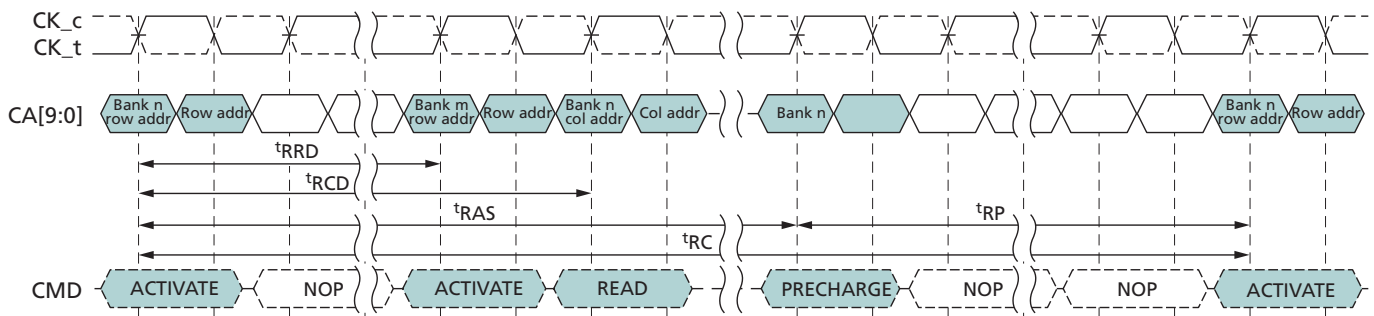 CK_c
CK_t
CA[9:0]
Bank n
row addr
Row addr
Bank m
row addr
Row addr
Bank n
col addr
Col addr
Bank n
Bank n
row addr
Row addr
tRRD
tRCD
tRAS
tRP
tRC
CMD
ACTIVATE
NOP
ACTIVATE
READ
PRECHARGE
NOP
NOP
ACTIVATE